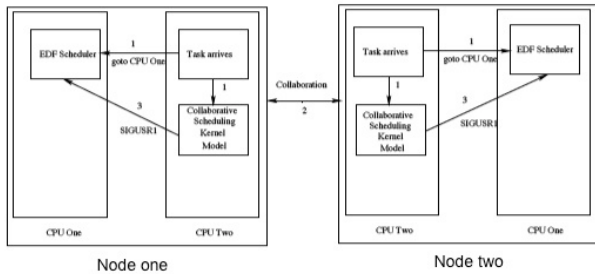 1
EDF Scheduler
Task arrives
goto CPU One
1
3
Collaborative
Scheduling
Kernel
Model
SIGUSR1
CPU One
CPU Two
Node one
Collaboration
2
1
Task arrives
EDF Scheduler
goto CPU One
1
3
Collaborative
Scheduling
Kernel
Model
SIGUSR1
CPU Two
CPU One
Node two